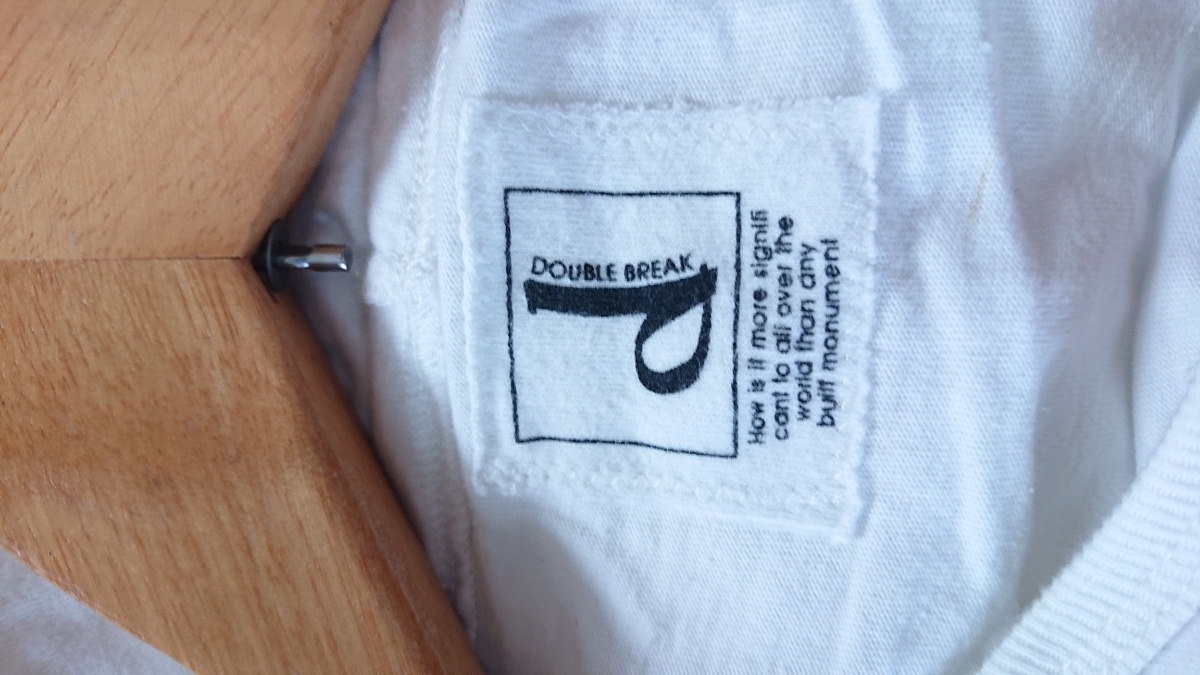 DOUBLE BREAK
d
How is it more signifi
cant to all over the
world than any
built monument